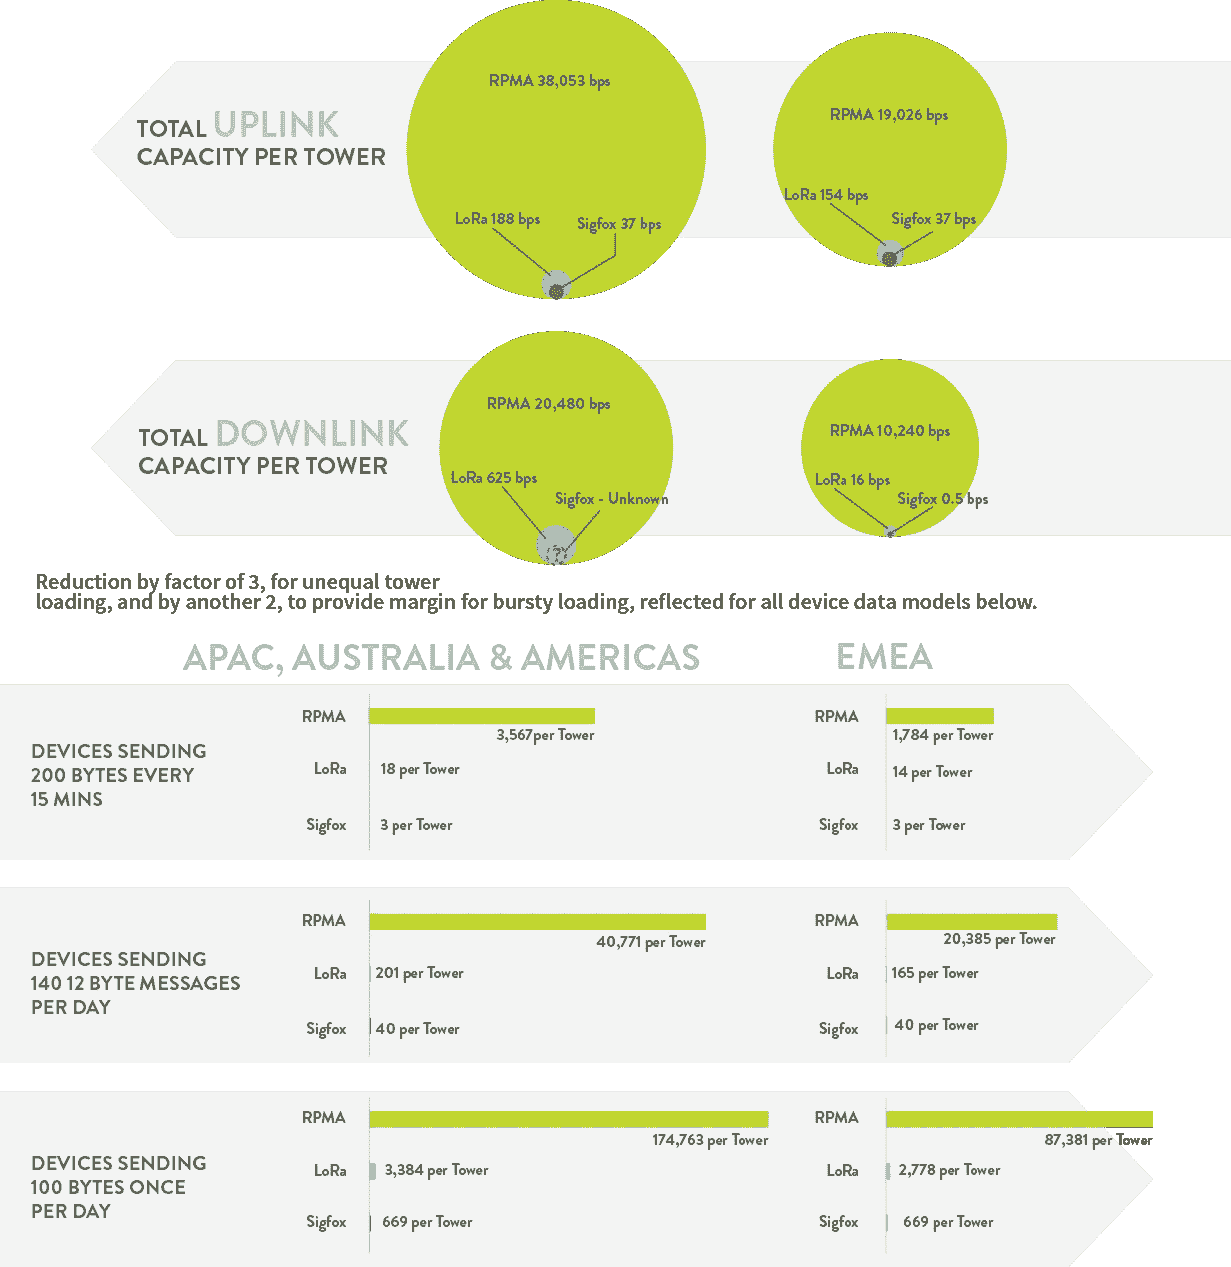 TOTAL UPLINK
CAPACITY PER TOWER
RPMA 38,053 bps
LoRa 188 bps
Sigfox 37 bps
RPMA 19,026 bps
LoRa 154 bps
Sigfox 37 bps
TOTAL DOWNLINK
CAPACITY PER TOWER
RPMA 20,480 bps
LoRa 625 bps
Sigfox - Unknown
?
RPMA 10,240 bps
LoRa 16 bps
Sigfox 0.5 bps
Reduction by factor of 3, for unequal tower
loading, and by another 2, to provide margin for bursty loading, reflected for all device data models below.
APAC, AUSTRALIA & AMERICAS
EMEA
DEVICES SENDING
200 BYTES EVERY
15 MINS
RPMA
3,567per Tower
LoRa
18 per Tower
Sigfox
3 per Tower
RPMA
1,784 per Tower
LoRa
14 per Tower
Sigfox
3 per Tower
DEVICES SENDING
140 12 BYTE MESSAGES
PER DAY
RPMA
40,771 per Tower
LoRa
201 per Tower
Sigfox
40 per Tower
RPMA
20,385 per Tower
LoRa
165 per Tower
Sigfox
40 per Tower
DEVICES SENDING
100 BYTES ONCE
PER DAY
RPMA
174,763 per Tower
LoRa
3,384 per Tower
Sigfox
669 per Tower
RPMA
87,381 per Tower
LoRa
2,778 per Tower
Sigfox
669 per Tower